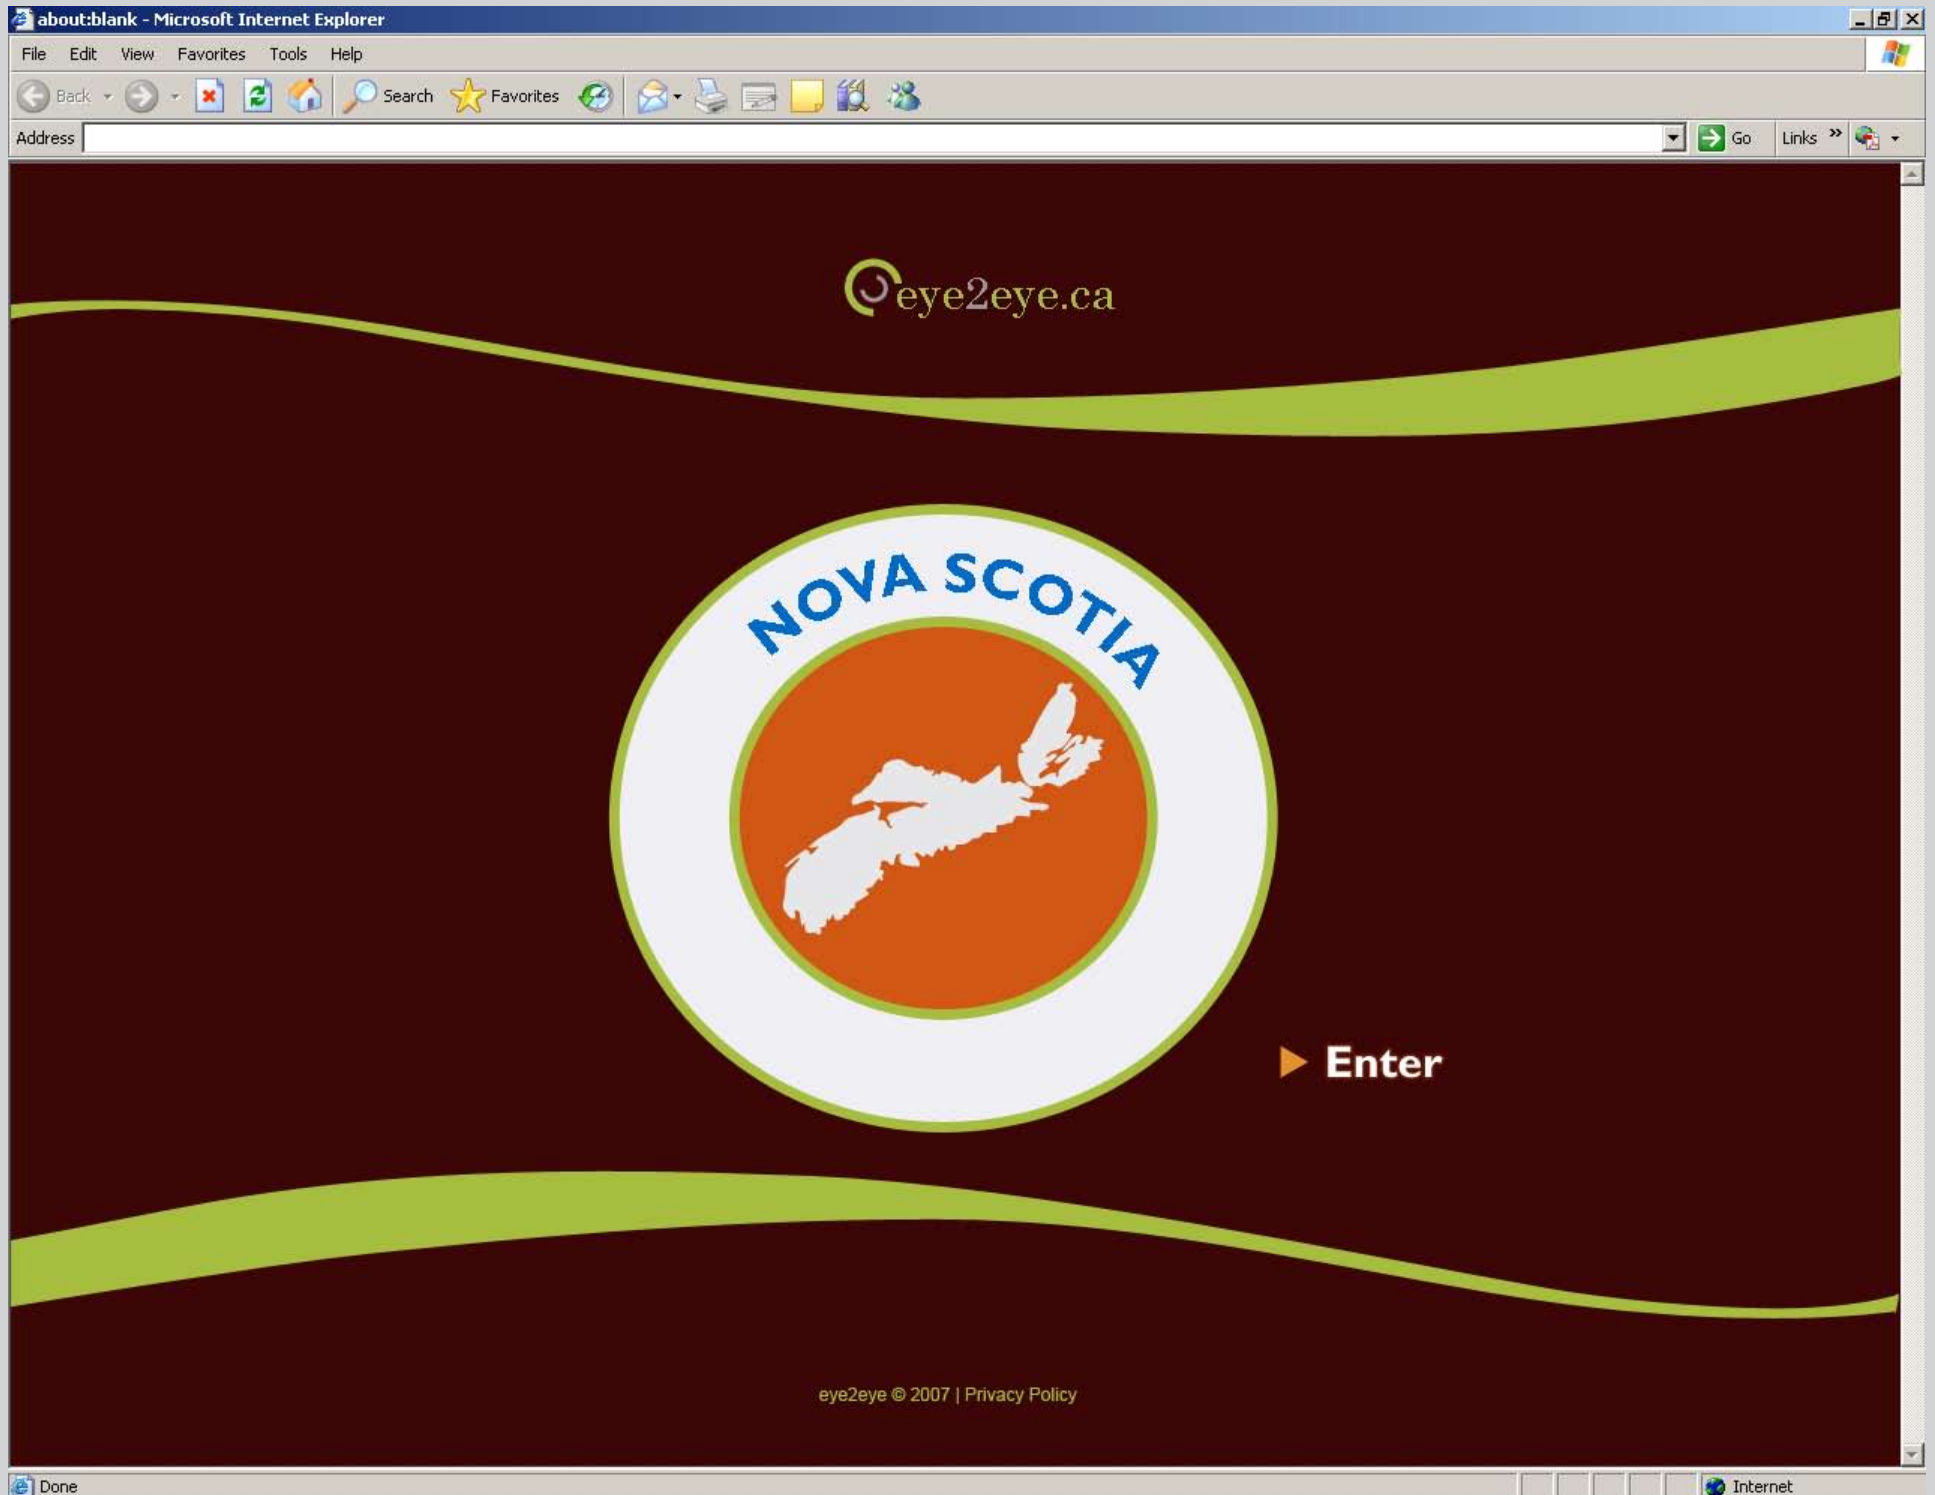 about:blank - Microsoft Internet Explorer
File Edit View Favorites Tools Help
Back Search Favorites
Address Go Links »
eye2eye.ca
NOVA SCOTIA
Enter
eye2eye © 2007 | Privacy Policy
Done Internet